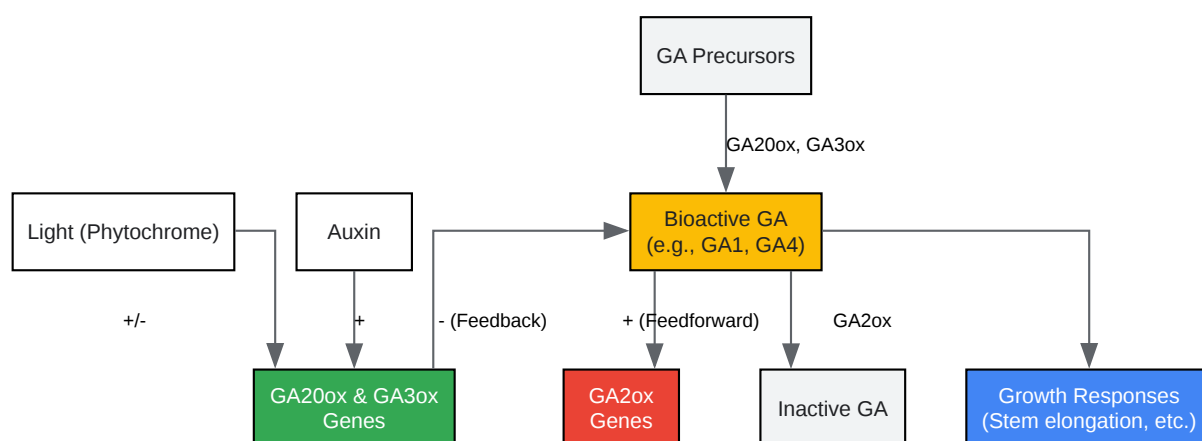 GA Precursors
GA20ox, GA3ox
Light (Phytochrome)
Auxin
Bioactive GA
(e.g., GA1, GA4)
+/-
+
- (Feedback)
+ (Feedforward)
GA2ox
GA20ox & GA3ox
Genes
GA2ox
Genes
Inactive GA
Growth Responses
(Stem elongation, etc.)